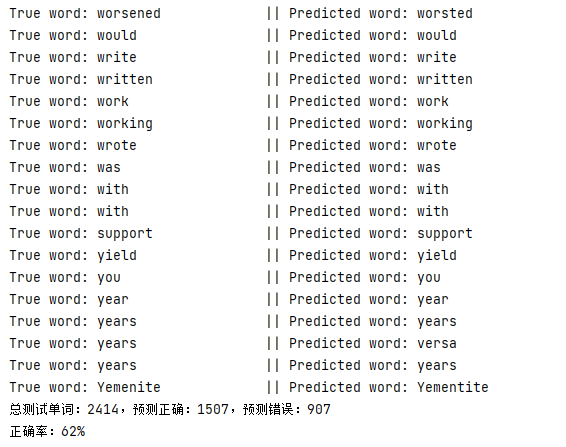 True word: worsened || Predicted word: worsted
True word: would || Predicted word: would
True word: write || Predicted word: write
True word: written || Predicted word: written
True word: work || Predicted word: work
True word: working || Predicted word: working
True word: wrote || Predicted word: wrote
True word: was || Predicted word: was
True word: with || Predicted word: with
True word: with || Predicted word: with
True word: support || Predicted word: support
True word: yield || Predicted word: yield
True word: you || Predicted word: you
True word: year || Predicted word: year
True word: years || Predicted word: years
True word: years || Predicted word: versa
True word: years || Predicted word: years
True word: Yemenite || Predicted word: Yementite
总测试单词：2414，预测正确：1507，预测错误：907
正确率：62%